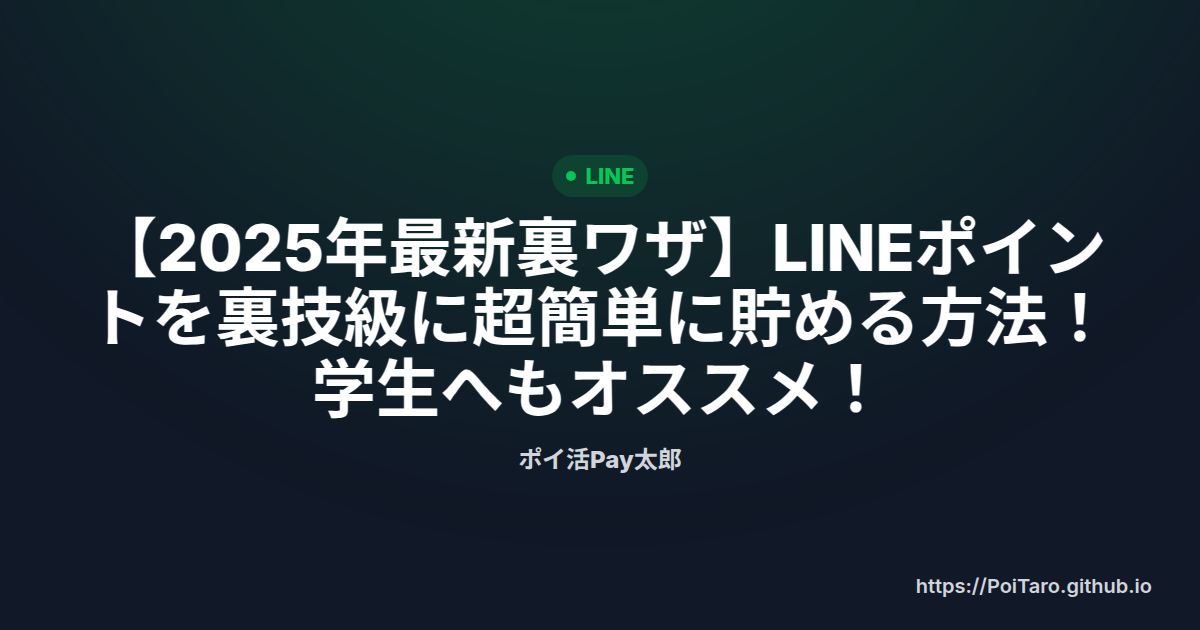 LINE
【2025年最新裏ワザ】LINEポイン
トを裏技級に超簡単に貯める方法！
学生へもオススメ！
ポイ活Pay太郎
https://PoiTaro.github.io